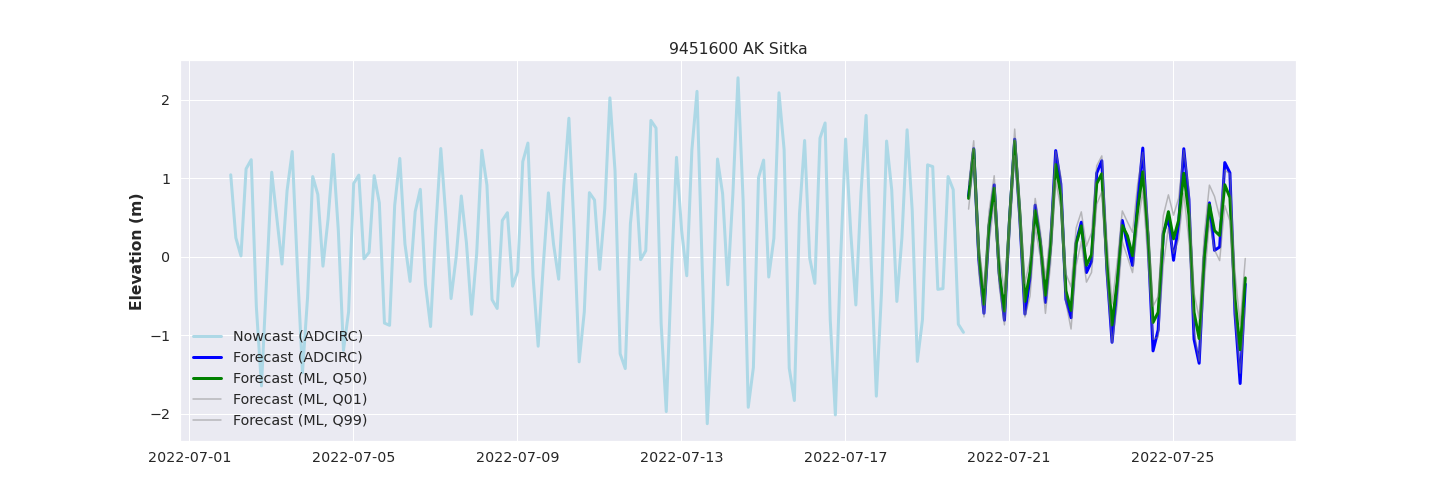 9451600 AK Sitka
Elevation (m)
2
1
0
−1
−2
Nowcast (ADCIRC)
Forecast (ADCIRC)
Forecast (ML, Q50)
Forecast (ML, Q01)
Forecast (ML, Q99)
2022-07-01 2022-07-05 2022-07-09 2022-07-13 2022-07-17 2022-07-21 2022-07-25